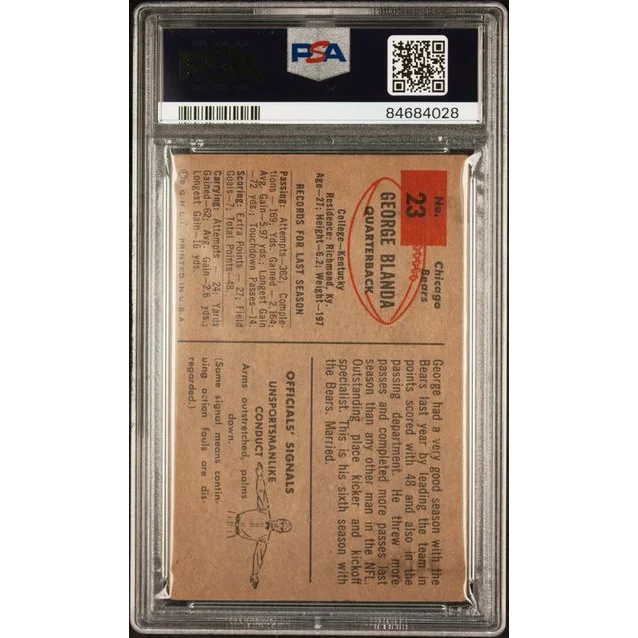 PSA
84684028
No.
23
Chicago
Bears
GEORGE BLANDA
QUARTERBACK
College—Kentucky
Residence: Richmond, Ky.
Age—27; Height—6.2; Weight—197
RECORDS FOR LAST SEASON
Passing: Attempts—362, Comple-
tions — 169; Yds. Gained — 2,164;
Avg. Gain—5.97 yds.; Longest Gain
—72 yds.; Touchdown Passes—14.
Scoring: Extra Points — 27; Field
Goals—7; Total Points—48.
Carrying: Attempts — 24; Yards
Gained—62; Avg. Gain—2.6 yds.;
Longest Gain—16 yds.
©B. G. H. L. I. PRINTED IN U.S.A.
George had a very good season with the
Bears last year by leading the team in
points scored with 48 and also in the
passing department. He threw more
passes and completed more passes last
season than any other man in the NFL.
Outstanding place kicker and kickoff
specialist. This is his sixth season with
the Bears. Married.
OFFICIALS' SIGNALS
UNSPORTSMANLIKE
CONDUCT
Arms outstretched, palms
down.
(Same signal means contin-
uing action fouls are dis-
regarded.)